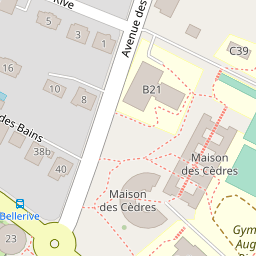 Rive
Avenue des
5
3
1
C39
16
10
8
B21
des Bains
38b
40
Maison
des Cèdres
Maison
des Cèdres
Bellerive
23
Gym
Aug
Ber